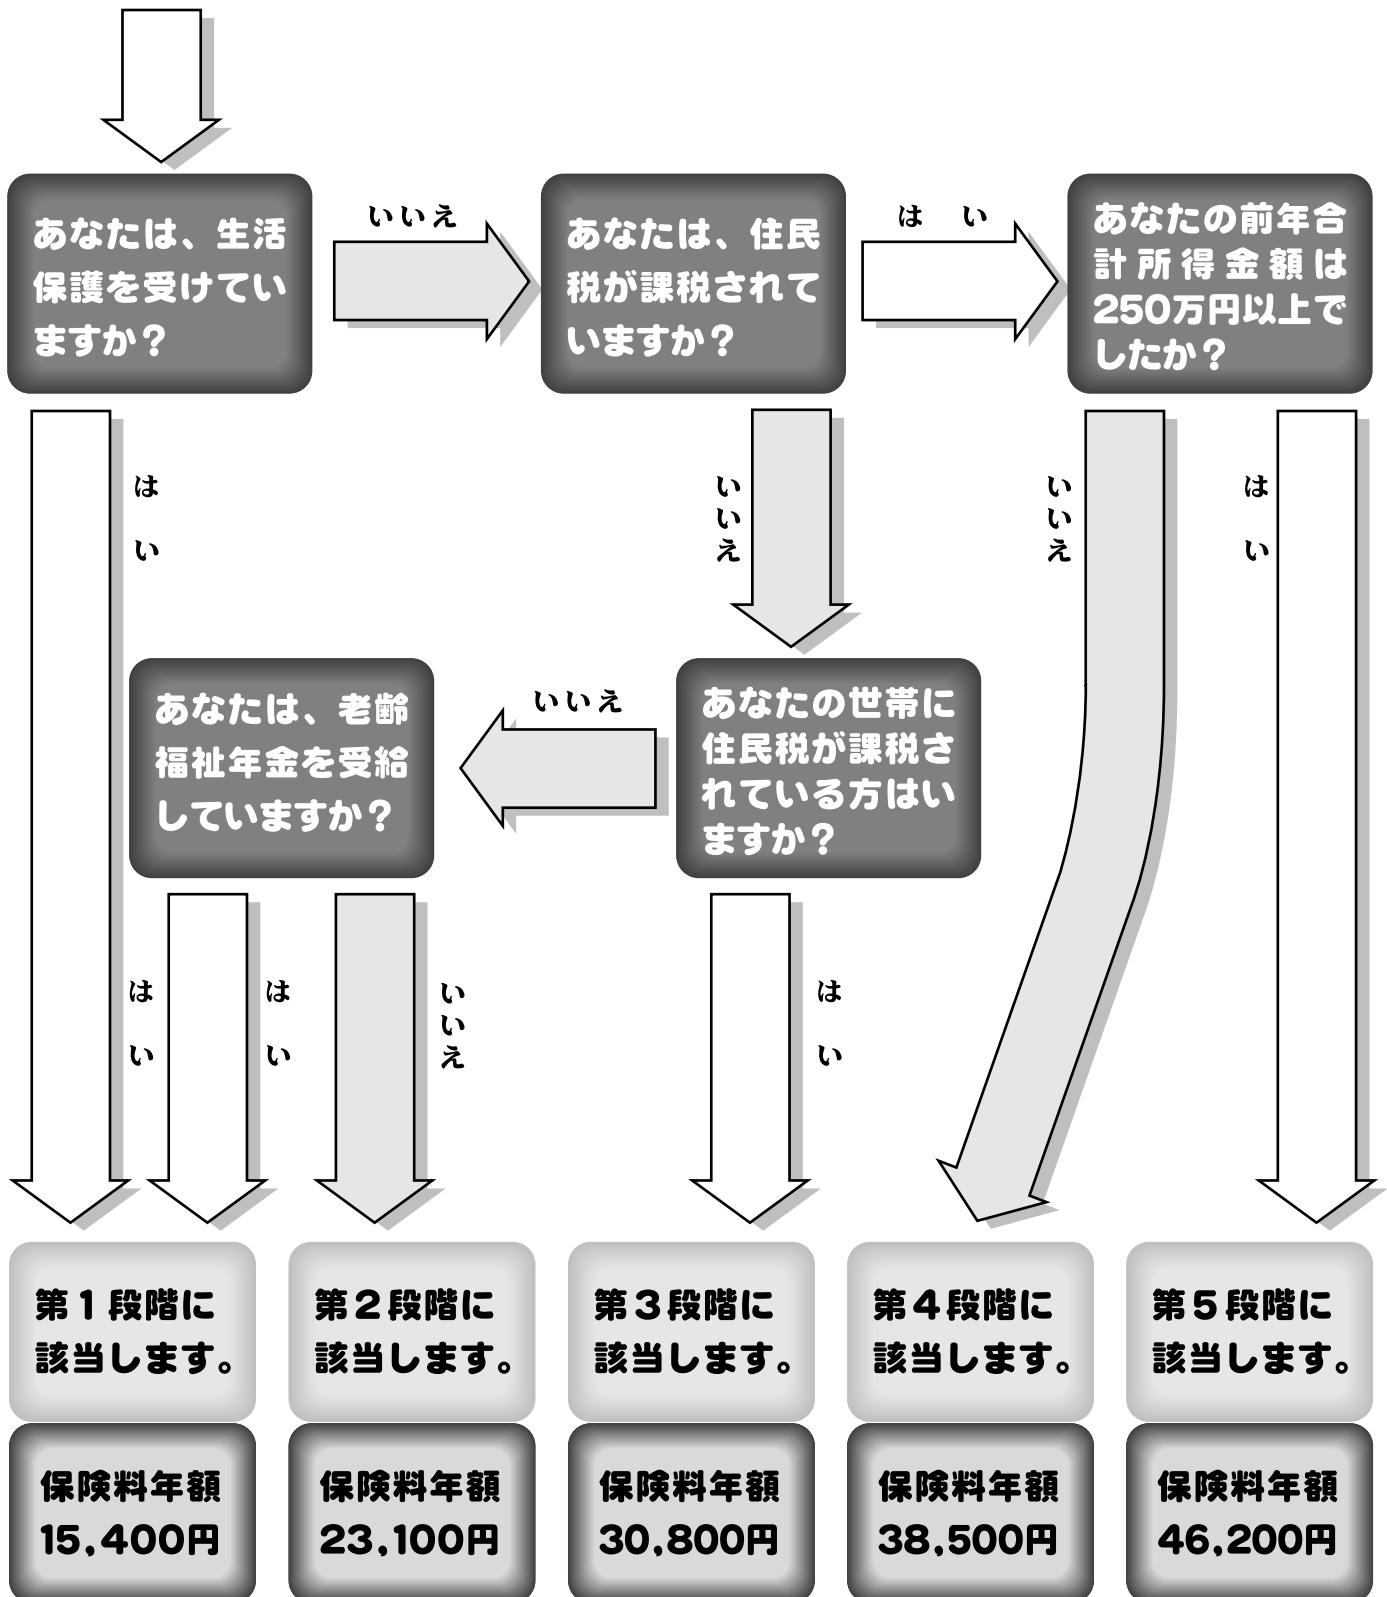 あなたは、生活
保護を受けてい
ますか？
いいえ
あなたは、住民
税が課税されて
いますか？
はい
あなたの前年合
計所得金額は
250万円以上で
したか？
はい
いいえ
いいえ
はい
あなたは、老齢
福祉年金を受給
していますか？
いいえ
あなたの世帯に
住民税が課税さ
れている方はい
ますか？
はい
はい
いいえ
はい
第１段階に
該当します。
第２段階に
該当します。
第３段階に
該当します。
第４段階に
該当します。
第５段階に
該当します。
保険料年額
15,400円
保険料年額
23,100円
保険料年額
30,800円
保険料年額
38,500円
保険料年額
46,200円